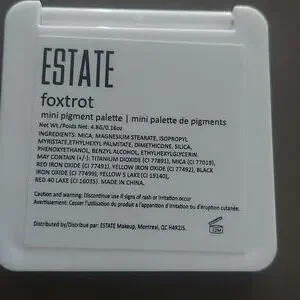 ESTATE
foxtrot
mini pigment palette | mini palette de pigments
Net Wt./Poids Net: 4.8G/0.16oz
INGREDIENTS: MICA, MAGNESIUM STEARATE, ISOPROPYL
MYRISTATE,ETHYLHEXYL PALMITATE, DIMETHICONE, SILICA,
PHENOXYETHANOL, BENZYL ALCOHOL, ETHYLHEXYLGLYCERIN.
MAY CONTAIN (+/-): TITANIUM DIOXIDE (CI 77891), MICA (CI 77019),
RED IRON OXIDE (CI 77491), YELLOW IRON OXIDE (CI 77492), BLACK
IRON OXIDE (CI 77499), YELLOW 5 LAKE (CI 19140),
RED 40 LAKE (CI 16035). MADE IN CHINA.
Caution and warning: Discontinue use if signs of rash or irritation occur
Avertissement: Cesser l'utilisation du produit à l'apparition d'irritation ou d'éruption cutanée.
Distributed by/Distribué par: ESTATE Makeup, Montreal, QC H4R2J5.
12M